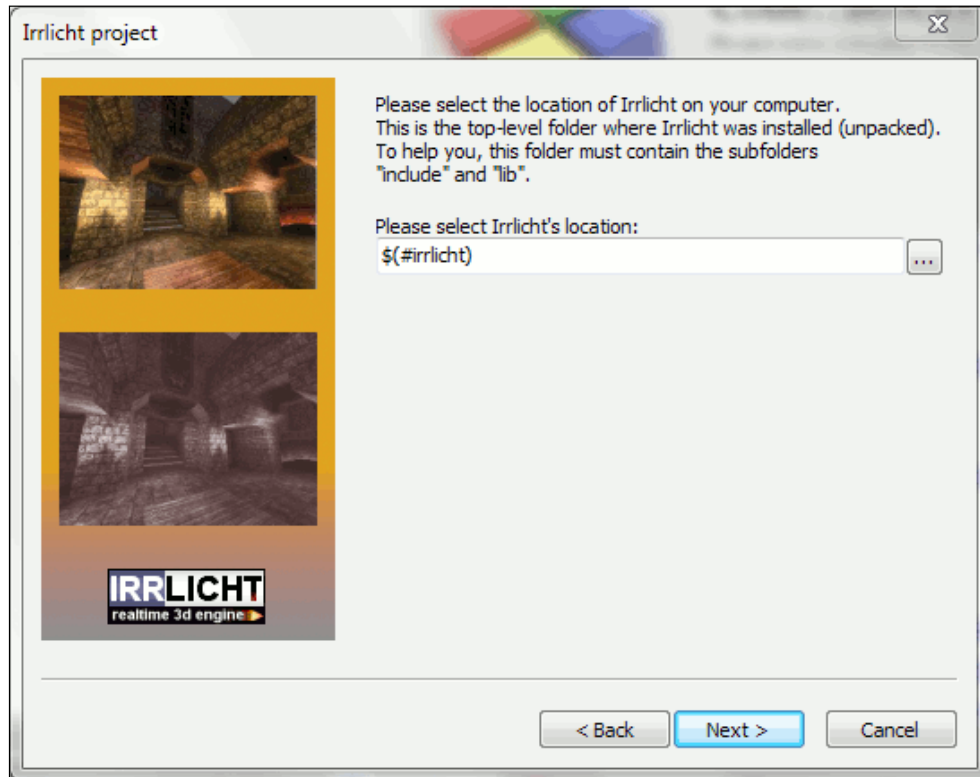 Irrlicht project
Please select the location of Irrlicht on your computer.
This is the top-level folder where Irrlicht was installed (unpacked).
To help you, this folder must contain the subfolders
"include" and "lib".
Please select Irrlicht's location:
$(#irrlicht)
...
IRRLICHT
realtime 3d engine
< Back
Next >
Cancel